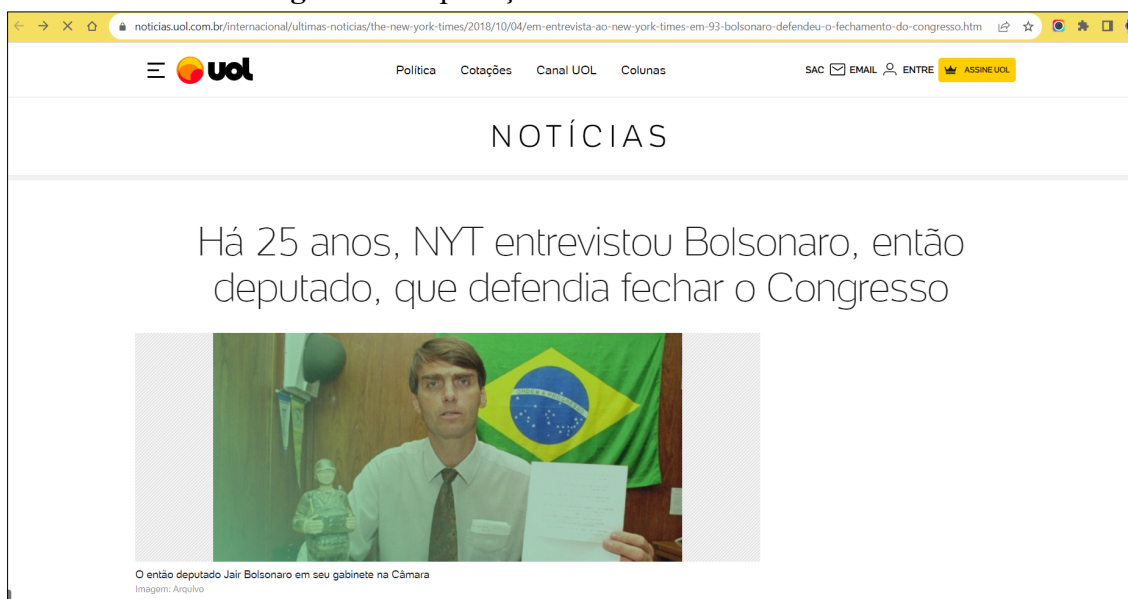 noticias.uol.com.br/internacional/ultimas-noticias/the-new-york-times/2018/10/04/em-entrevista-ao-new-york-times-em-93-bolsonaro-defendeu-o-fechamento-do-congresso.htm
uol Política Cotações Canal UOL Colunas SAC EMAIL ENTRE ASSINE UOL
NOTÍCIAS
Há 25 anos, NYT entrevistou Bolsonaro, então
deputado, que defendia fechar o Congresso
O então deputado Jair Bolsonaro em seu gabinete na Câmara
Imagem: Arquivo